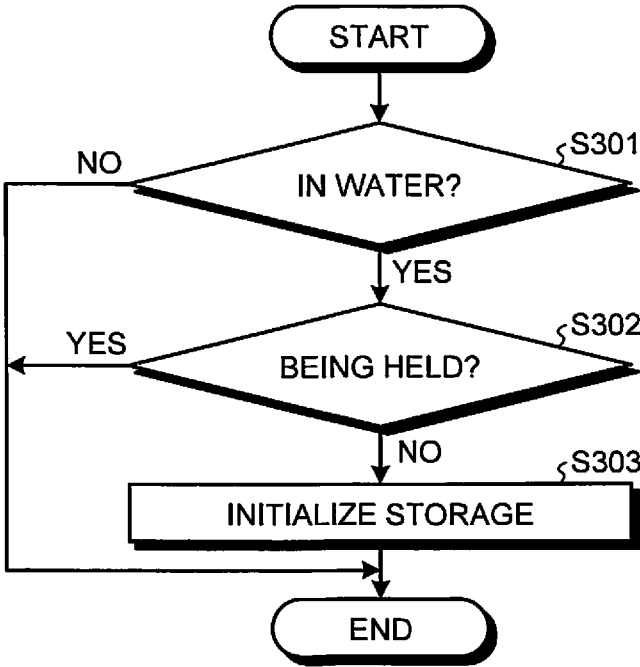 START
S301
NO
IN WATER?
YES
S302
YES
BEING HELD?
NO
S303
INITIALIZE STORAGE
END